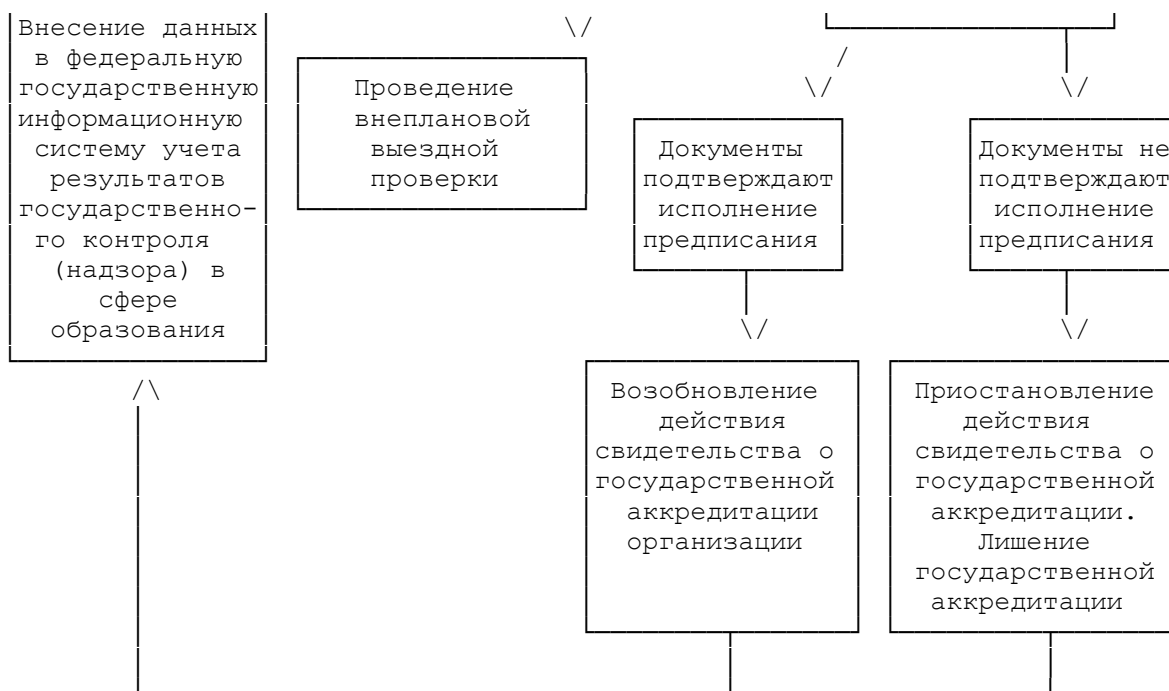 Внесение данных
в федеральную
государственную
информационную
систему учета
результатов
государственно-
го контроля
(надзора) в
сфере
образования
Проведение
внеплановой
выездной
проверки
Документы
подтверждают
исполнение
предписания
Документы не
подтверждают
исполнение
предписания
Возобновление
действия
свидетельства о
государственной
аккредитации
организации
Приостановление
действия
свидетельства о
государственной
аккредитации.
Лишение
государственной
аккредитации